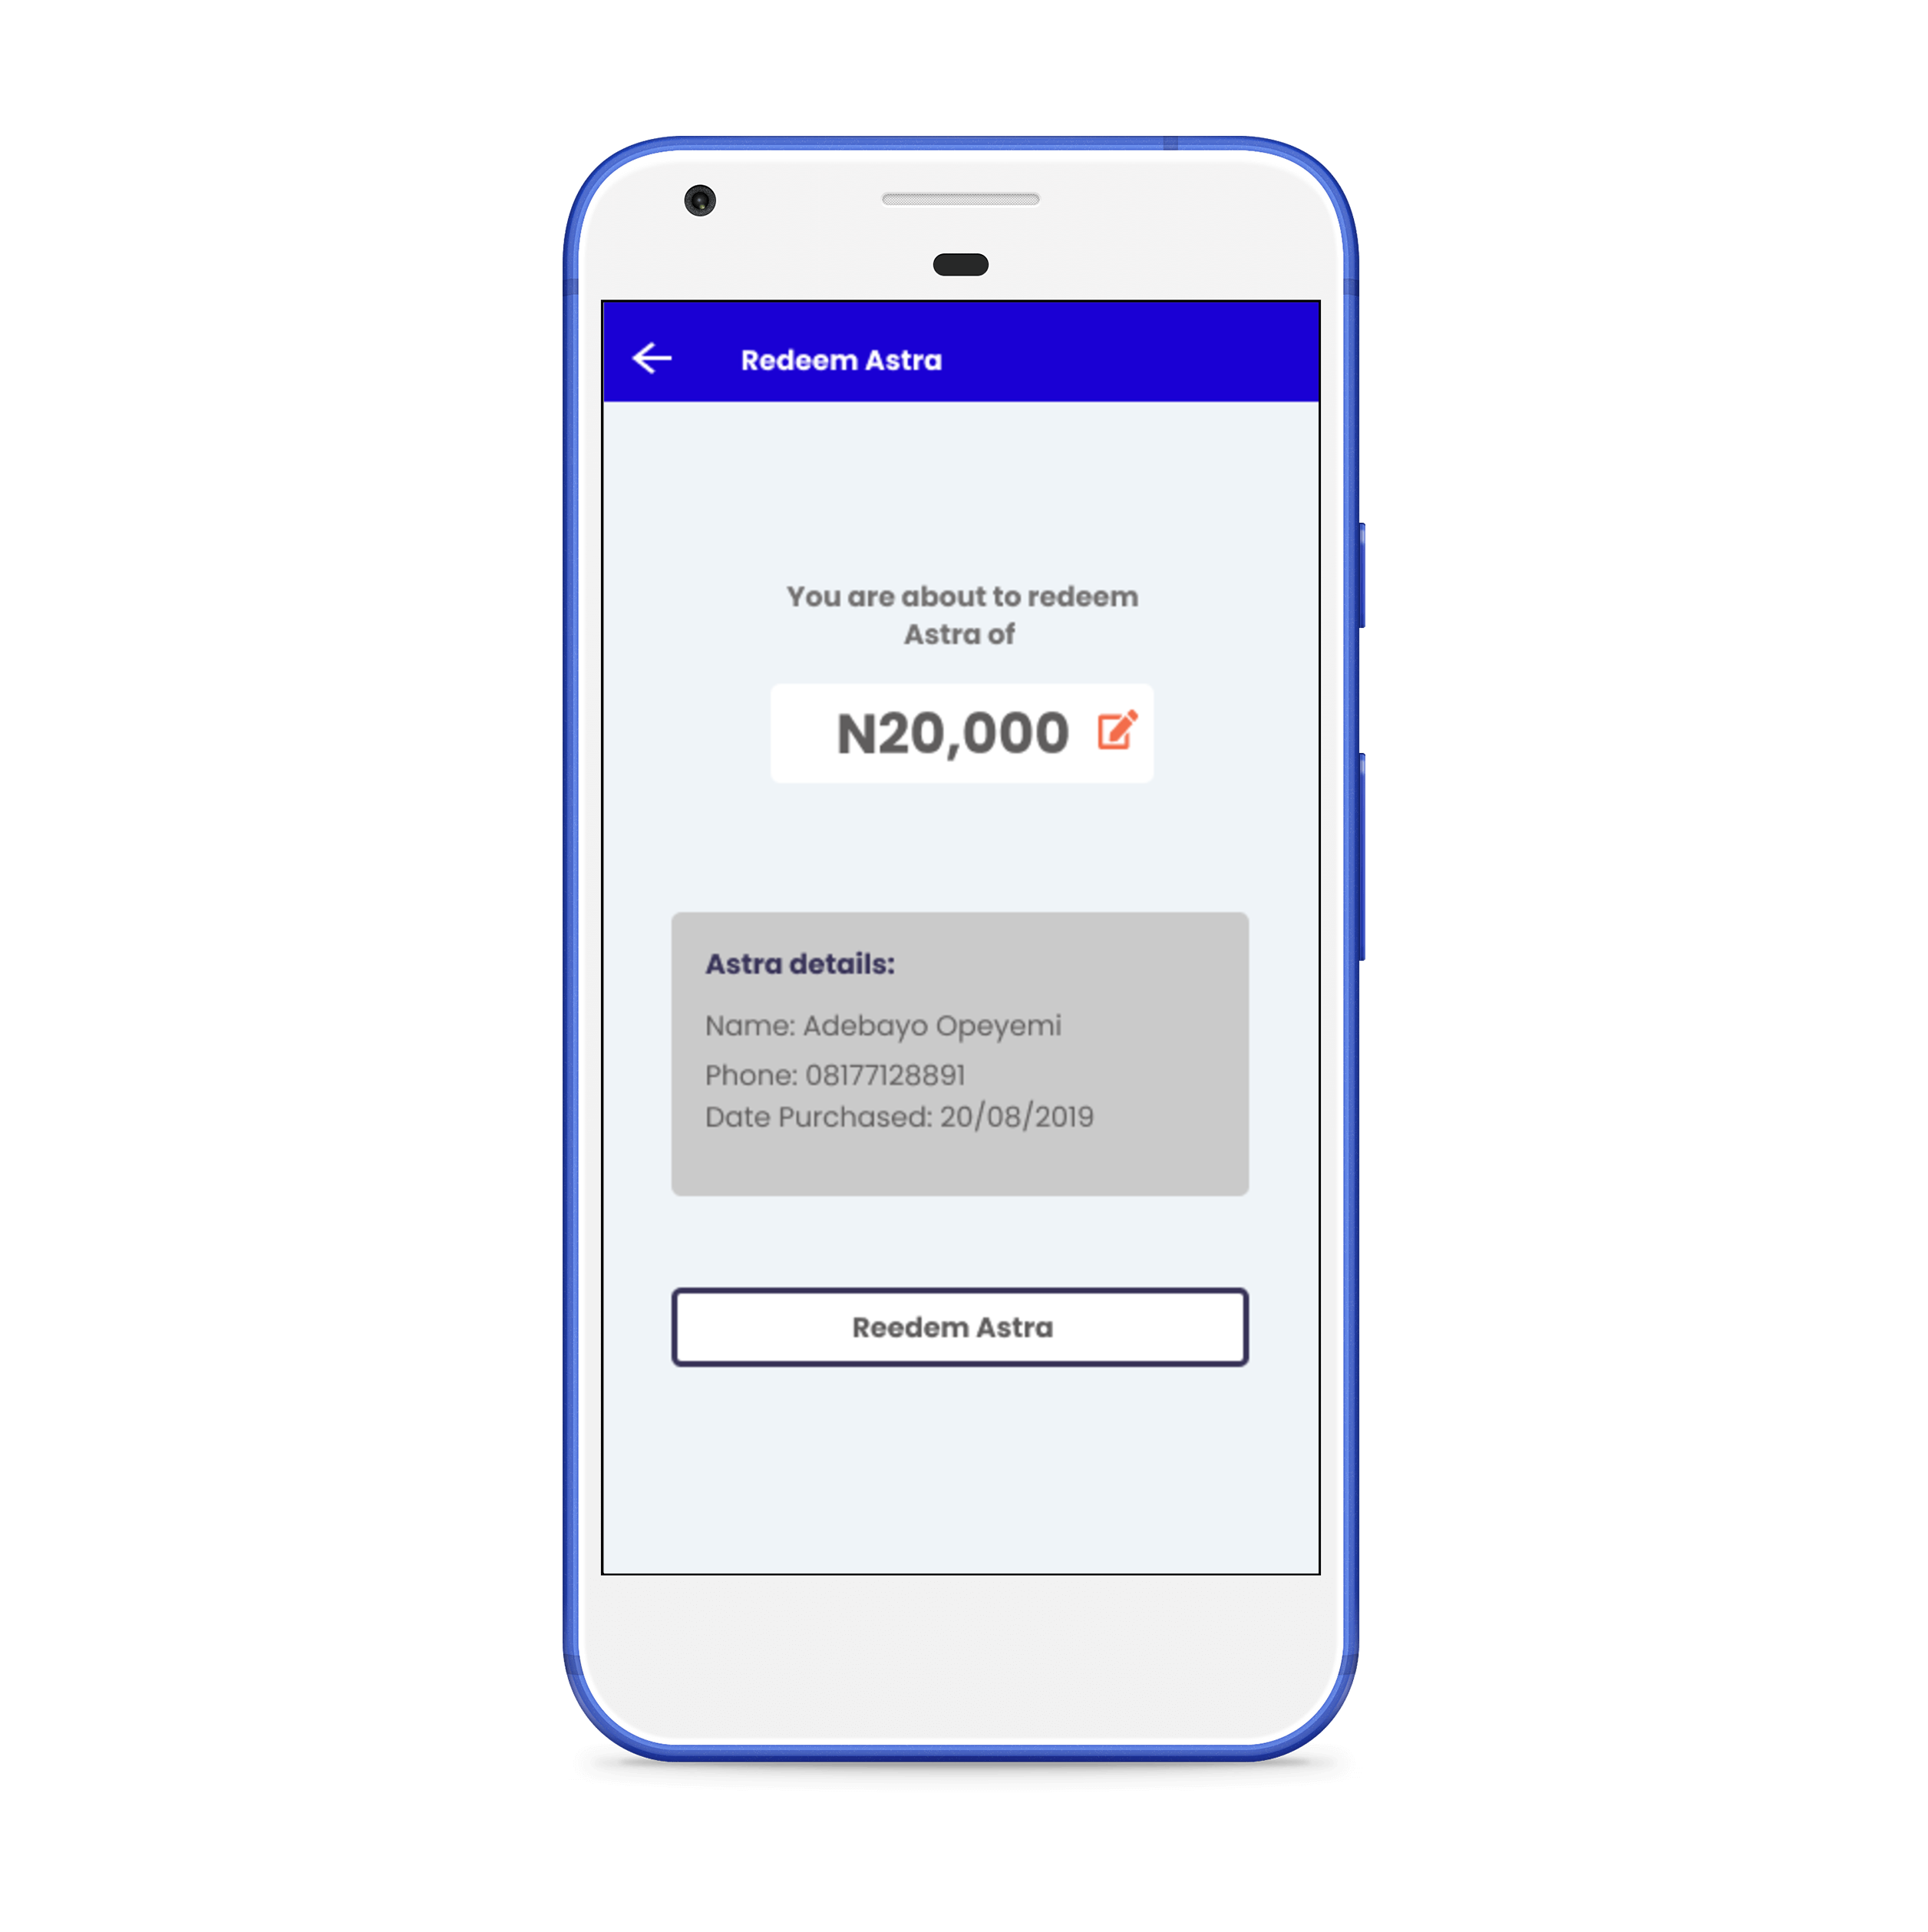 Redeem Astra
You are about to redeem
Astra of
N20,000
Astra details:
Name: Adebayo Opeyemi
Phone: 08177128891
Date Purchased: 20/08/2019
Reedem Astra